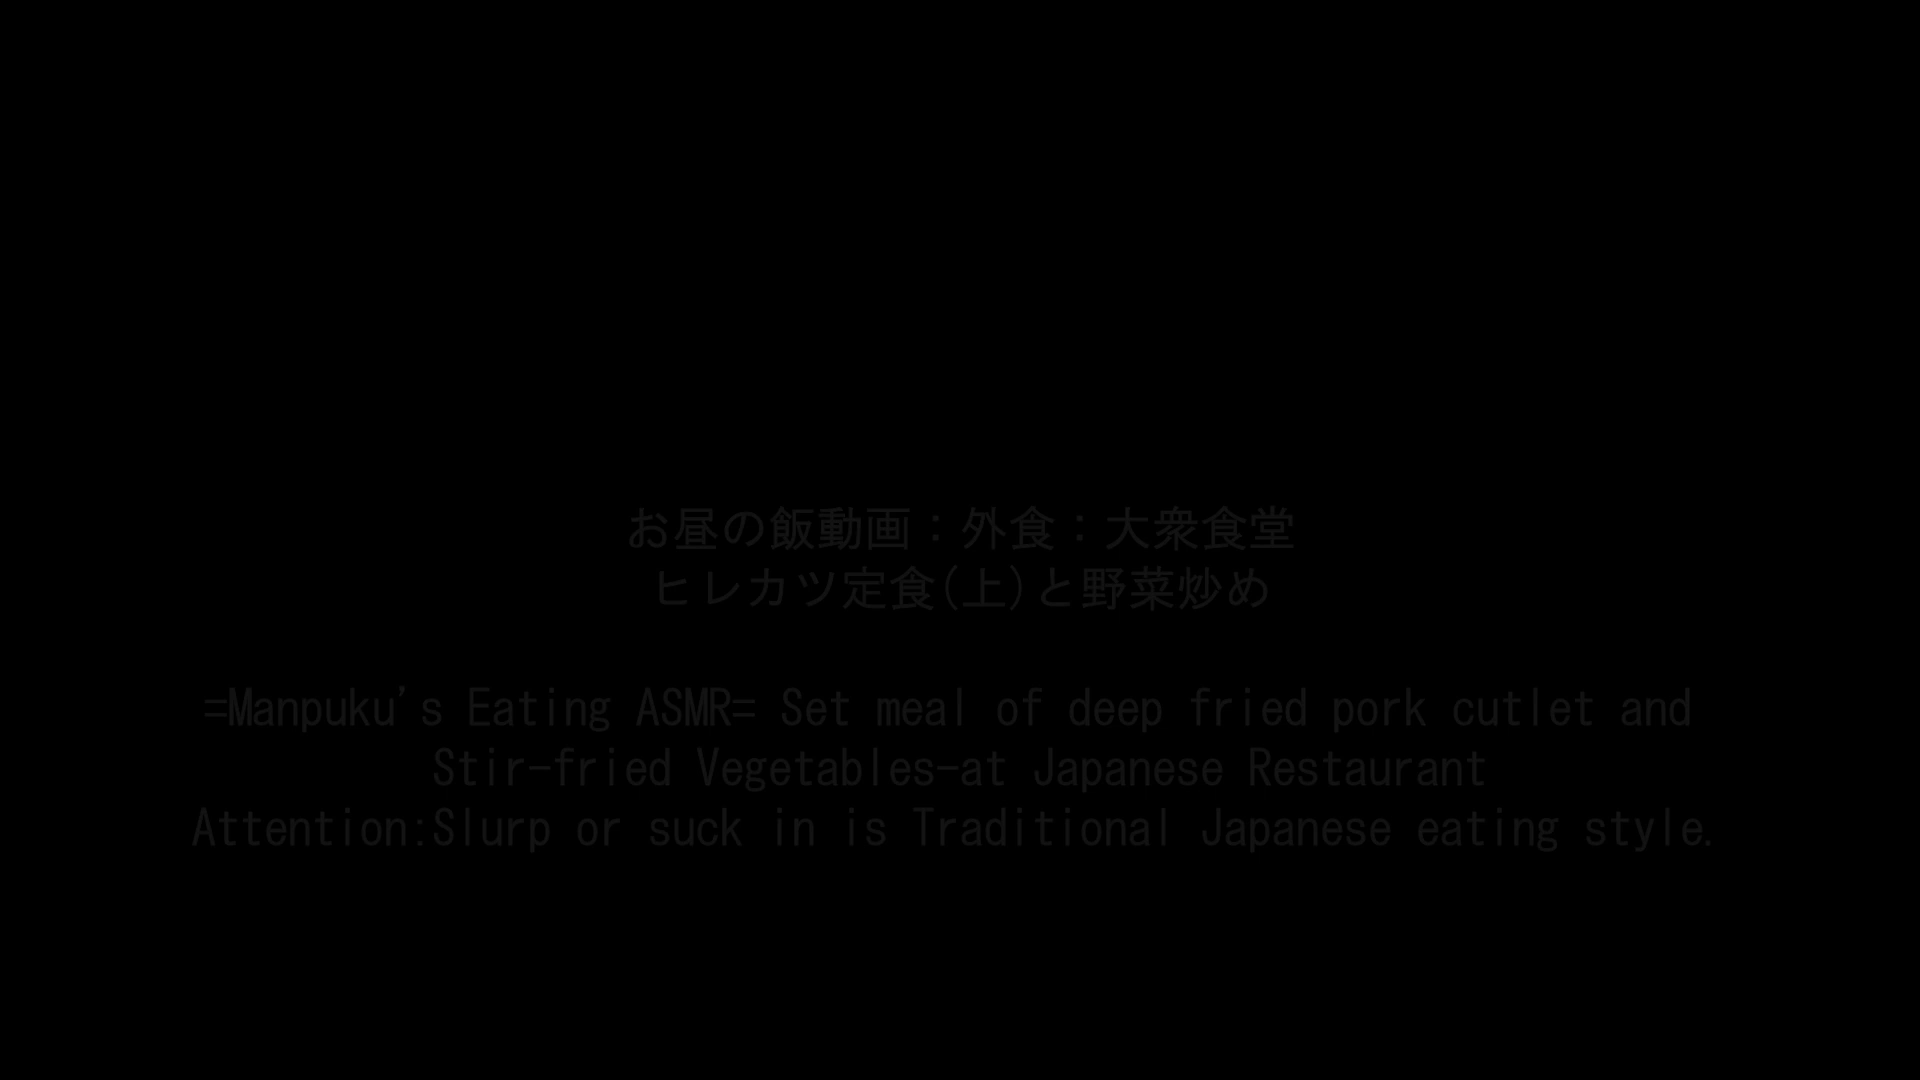 お昼の飯動画：外食：大衆食堂
ヒレカツ定食(上)と野菜炒め
=Manpuku's Eating ASMR= Set meal of deep fried pork cutlet and
Stir-fried Vegetables-at Japanese Restaurant
Attention:Slurp or suck in is Traditional Japanese eating style.